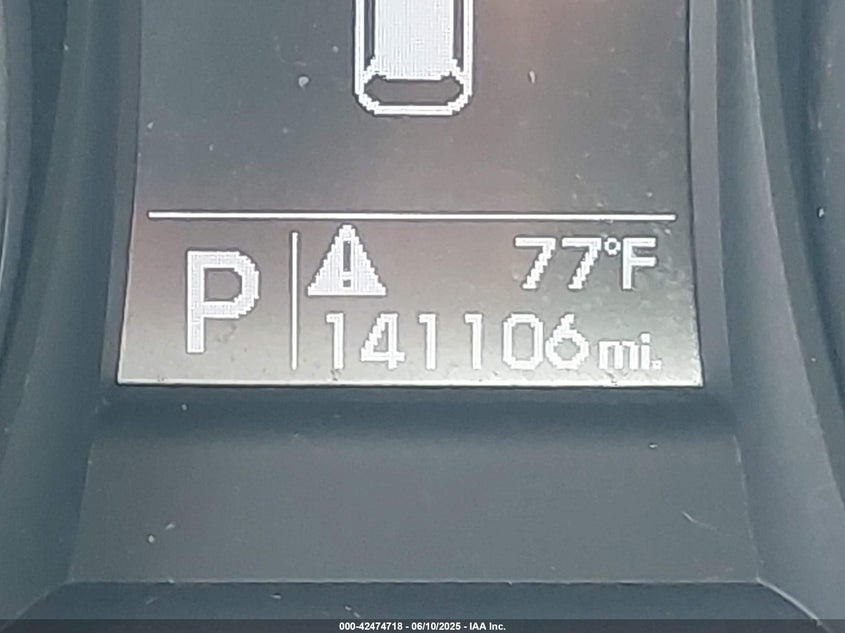 P
77°F
141106 mi.
000-42474718 - 06/10/2025 - IAA Inc.